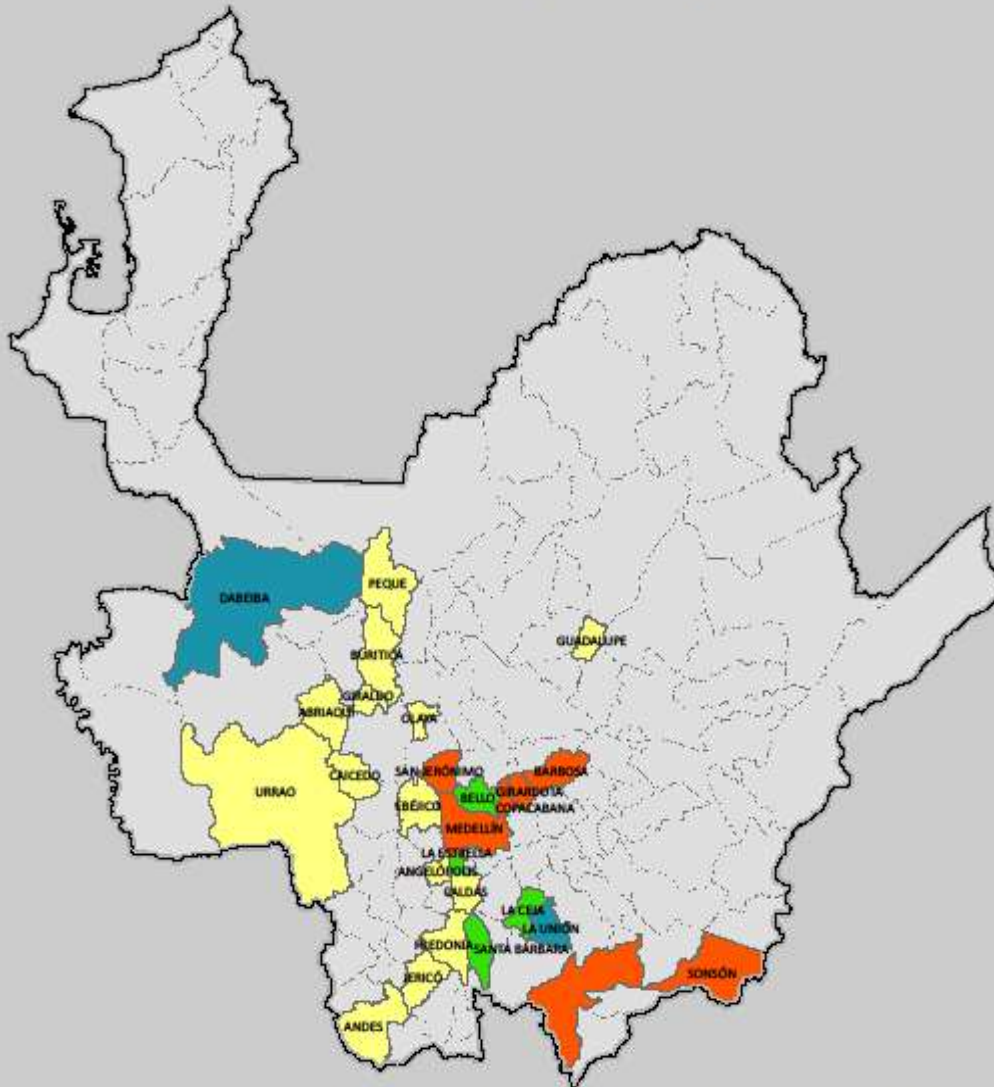 PEQUE
DABEIBA
GUADALUPE
BURITICÁ
GIRALDO
ABRIAQUÍ
OLAYA
SAN JERÓNIMO
BARBOSA
CAICEDO
URRAO
GIRARDOTA
BELLO
EBÉJICO
COPACABANA
MEDELLÍN
LA ESTRELLA
ANGELÓPOLIS
CALDAS
LA CEJA
LA UNIÓN
FREDONIA
SANTA BÁRBARA
JERICÓ
SONSÓN
ANDES